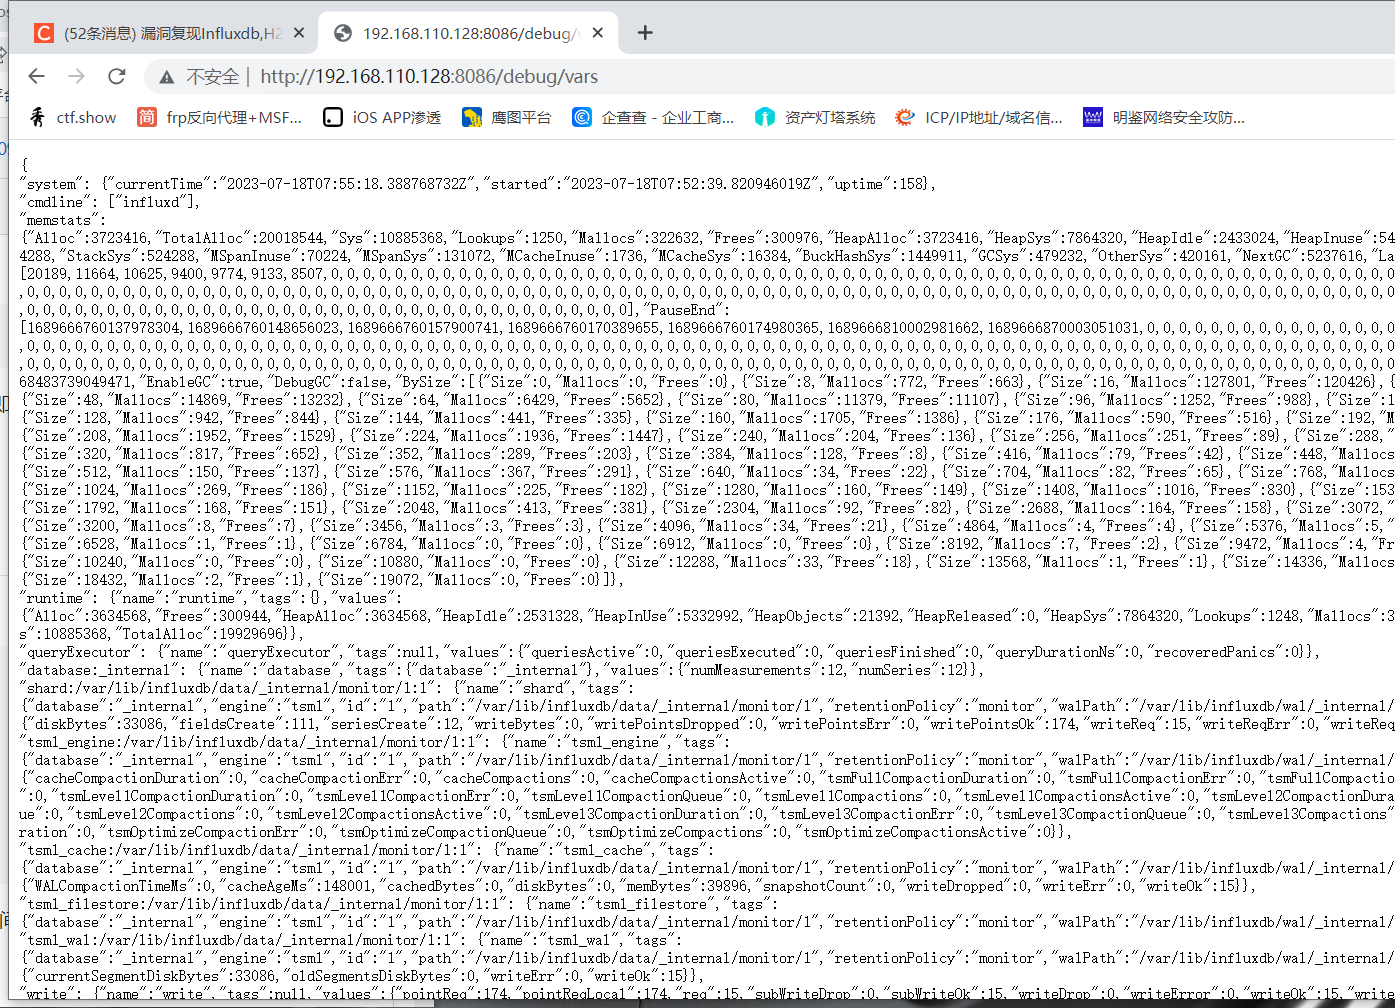 (52条消息) 漏洞复现Influxdb,H2
192.168.110.128:8086/debug/v
不安全 | http://192.168.110.128:8086/debug/vars
ctf.show 简 frp反向代理+MSF... iOS APP渗透 鹰图平台 企查查 - 企业工商... 资产灯塔系统 ICP/IP地址/域名信... 明鉴网络安全攻防...
{
"system": {"currentTime":"2023-07-18T07:55:18.388768732Z","started":"2023-07-18T07:52:39.820946019Z","uptime":158},
"cmdline": ["influxd"],
"memstats":
{"Alloc":3723416,"TotalAlloc":20018544,"Sys":10885368,"Lookups":1250,"Mallocs":322632,"Frees":300976,"HeapAlloc":3723416,"HeapSys":7864320,"HeapIdle":2433024,"HeapInuse":54
4288,"StackSys":524288,"MSpanInuse":70224,"MSpanSys":131072,"MCacheInuse":1736,"MCacheSys":16384,"BuckHashSys":1449911,"GCSys":479232,"OtherSys":420161,"NextGC":5237616,"La
[20189,11664,10625,9400,9774,9133,8507,0,0,0,0,0,0,0,0,0,0,0,0,0,0,0,0,0,0,0,0,0,0,0,0,0,0,0,0,0,0,0,0,0,0,0,0,0,0,0,0,0,0,0,0,0,0,0,0,0,0,0,0,0,0,0,0,0,0,0,0
,0,0,0,0,0,0,0,0,0,0,0,0,0,0,0,0,0,0,0,0,0,0,0,0,0,0,0,0,0,0,0,0,0,0,0,0,0,0,0,0,0,0,0,0,0,0,0,0,0,0,0,0,0,0,0,0,0,0,0,0,0,0,0,0,0,0,0,0,0,0,0,0,0,0,0,0,0,0,0,0,0,0
,0,0,0,0,0,0,0,0,0,0,0,0,0,0,0,0,0,0,0,0,0,0,0,0,0,0,0,0,0,0,0,0,0,0,0,0,0,0],"PauseEnd":
[1689666760137978304,1689666760148656023,1689666760157900741,1689666760170389655,1689666760174980365,1689666810002981662,1689666870003051031,0,0,0,0,0,0,0,0,0,0,0,0,0,0,0,0
,0,0,0,0,0,0,0,0,0,0,0,0,0,0,0,0,0,0,0,0,0,0,0,0,0,0,0,0,0,0,0,0,0,0,0,0,0,0,0,0,0,0,0,0,0,0,0,0,0,0,0,0,0,0,0,0,0,0,0,0,0,0,0,0,0,0,0,0,0,0,0,0,0,0,0,0,0,0,0,0,0,0
,0,0,0,0,0,0,0,0,0,0,0,0,0,0,0,0,0,0,0,0,0,0,0,0,0,0,0,0,0,0,0,0,0,0,0,0,0,0,0,0,0,0,0,0,0,0,0,0,0,0,0,0,0,0,0,0,0,0,0,0,0,0,0,0,0,0,0,0,0,0,0,0,0,0,0,0,0,0,0,0,0,0
68483739049471,"EnableGC":true,"DebugGC":false,"BySize":[{"Size":0,"Mallocs":0,"Frees":0},{"Size":8,"Mallocs":772,"Frees":663},{"Size":16,"Mallocs":127801,"Frees":120426},{
{"Size":48,"Mallocs":14869,"Frees":13232},{"Size":64,"Mallocs":6429,"Frees":5652},{"Size":80,"Mallocs":11379,"Frees":11107},{"Size":96,"Mallocs":1252,"Frees":988},{"Size":1
{"Size":128,"Mallocs":942,"Frees":844},{"Size":144,"Mallocs":441,"Frees":335},{"Size":160,"Mallocs":1705,"Frees":1386},{"Size":176,"Mallocs":590,"Frees":516},{"Size":192,"M
{"Size":208,"Mallocs":1952,"Frees":1529},{"Size":224,"Mallocs":1936,"Frees":1447},{"Size":240,"Mallocs":204,"Frees":136},{"Size":256,"Mallocs":251,"Frees":89},{"Size":288,"
{"Size":320,"Mallocs":817,"Frees":652},{"Size":352,"Mallocs":289,"Frees":203},{"Size":384,"Mallocs":128,"Frees":8},{"Size":416,"Mallocs":79,"Frees":42},{"Size":448,"Mallocs
{"Size":512,"Mallocs":150,"Frees":137},{"Size":576,"Mallocs":367,"Frees":291},{"Size":640,"Mallocs":34,"Frees":22},{"Size":704,"Mallocs":82,"Frees":65},{"Size":768,"Mallocs
{"Size":1024,"Mallocs":269,"Frees":186},{"Size":1152,"Mallocs":225,"Frees":182},{"Size":1280,"Mallocs":160,"Frees":149},{"Size":1408,"Mallocs":1016,"Frees":830},{"Size":153
{"Size":1792,"Mallocs":168,"Frees":151},{"Size":2048,"Mallocs":413,"Frees":381},{"Size":2304,"Mallocs":92,"Frees":82},{"Size":2688,"Mallocs":164,"Frees":158},{"Size":3072,"
{"Size":3200,"Mallocs":8,"Frees":7},{"Size":3456,"Mallocs":3,"Frees":3},{"Size":4096,"Mallocs":34,"Frees":21},{"Size":4864,"Mallocs":4,"Frees":4},{"Size":5376,"Mallocs":5,"
{"Size":6528,"Mallocs":1,"Frees":1},{"Size":6784,"Mallocs":0,"Frees":0},{"Size":6912,"Mallocs":0,"Frees":0},{"Size":8192,"Mallocs":7,"Frees":2},{"Size":9472,"Mallocs":4,"Fr
{"Size":10240,"Mallocs":0,"Frees":0},{"Size":10880,"Mallocs":0,"Frees":0},{"Size":12288,"Mallocs":33,"Frees":18},{"Size":13568,"Mallocs":1,"Frees":1},{"Size":14336,"Mallocs
{"Size":18432,"Mallocs":2,"Frees":1},{"Size":19072,"Mallocs":0,"Frees":0}]},
"runtime": {"name":"runtime","tags":{},"values":
{"Alloc":3634568,"Frees":300944,"HeapAlloc":3634568,"HeapIdle":2531328,"HeapInUse":5332992,"HeapObjects":21392,"HeapReleased":0,"HeapSys":7864320,"Lookups":1248,"Mallocs":3
s":10885368,"TotalAlloc":19929696}},
"queryExecutor": {"name":"queryExecutor","tags":null,"values":{"queriesActive":0,"queriesExecuted":0,"queriesFinished":0,"queryDurationNs":0,"recoveredPanics":0}},
"database:_internal": {"name":"database","tags":{"database":"_internal"},"values":{"numMeasurements":12,"numSeries":12}},
"shard:/var/lib/influxdb/data/_internal/monitor/1:1": {"name":"shard","tags":
{"database":"_internal","engine":"tsm1","id":"1","path":"/var/lib/influxdb/data/_internal/monitor/1","retentionPolicy":"monitor","walPath":"/var/lib/influxdb/wal/_internal/
{"diskBytes":33086,"fieldsCreate":111,"seriesCreate":12,"writeBytes":0,"writePointsDropped":0,"writePointsErr":0,"writePointsOk":174,"writeReq":15,"writeReqErr":0,"writeReq
"tsm1_engine:/var/lib/influxdb/data/_internal/monitor/1:1": {"name":"tsm1_engine","tags":
{"database":"_internal","engine":"tsm1","id":"1","path":"/var/lib/influxdb/data/_internal/monitor/1","retentionPolicy":"monitor","walPath":"/var/lib/influxdb/wal/_internal/
{"cacheCompactionDuration":0,"cacheCompactionErr":0,"cacheCompactions":0,"cacheCompactionsActive":0,"tsmFullCompactionDuration":0,"tsmFullCompactionErr":0,"tsmFullCompactio
":0,"tsmLevel1CompactionDuration":0,"tsmLevel1CompactionErr":0,"tsmLevel1CompactionQueue":0,"tsmLevel1Compactions":0,"tsmLevel1CompactionsActive":0,"tsmLevel2CompactionDura
ue":0,"tsmLevel2Compactions":0,"tsmLevel2CompactionsActive":0,"tsmLevel3CompactionDuration":0,"tsmLevel3CompactionErr":0,"tsmLevel3CompactionQueue":0,"tsmLevel3Compactions"
ration":0,"tsmOptimizeCompactionErr":0,"tsmOptimizeCompactionQueue":0,"tsmOptimizeCompactions":0,"tsmOptimizeCompactionsActive":0}},
"tsm1_cache:/var/lib/influxdb/data/_internal/monitor/1:1": {"name":"tsm1_cache","tags":
{"database":"_internal","engine":"tsm1","id":"1","path":"/var/lib/influxdb/data/_internal/monitor/1","retentionPolicy":"monitor","walPath":"/var/lib/influxdb/wal/_internal/
{"WALCompactionTimeMs":0,"cacheAgeMs":148001,"cachedBytes":0,"diskBytes":0,"memBytes":39896,"snapshotCount":0,"writeDropped":0,"writeErr":0,"writeOk":15}},
"tsm1_filestore:/var/lib/influxdb/data/_internal/monitor/1:1": {"name":"tsm1_filestore","tags":
{"database":"_internal","engine":"tsm1","id":"1","path":"/var/lib/influxdb/data/_internal/monitor/1","retentionPolicy":"monitor","walPath":"/var/lib/influxdb/wal/_internal/
"tsm1_wal:/var/lib/influxdb/data/_internal/monitor/1:1": {"name":"tsm1_wal","tags":
{"database":"_internal","engine":"tsm1","id":"1","path":"/var/lib/influxdb/data/_internal/monitor/1","retentionPolicy":"monitor","walPath":"/var/lib/influxdb/wal/_internal/
{"currentSegmentDiskBytes":33086,"oldSegmentsDiskBytes":0,"writeErr":0,"writeOk":15}},
"write": {"name":"write","tags":null,"values":{"pointReq":174,"pointReqLocal":174,"req":15,"subWriteDrop":0,"subWriteOk":15,"writeDrop":0,"writeError":0,"writeOk":15,"write